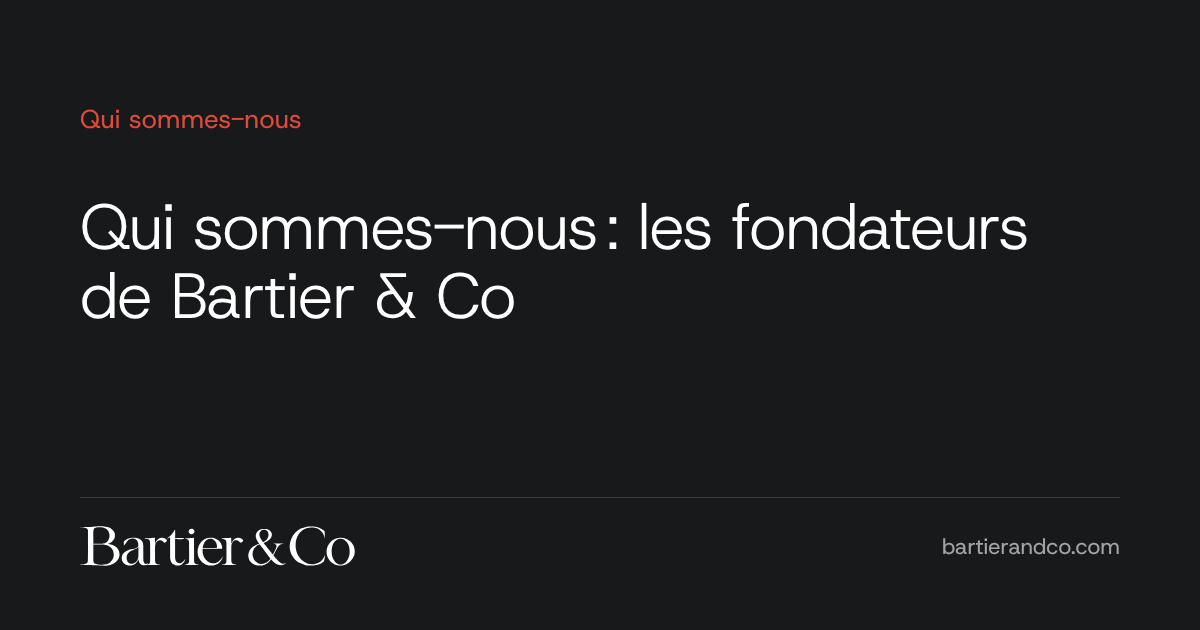 Qui sommes-nous
Qui sommes-nous : les fondateurs
de Bartier & Co
Bartier & Co
bartierandco.com